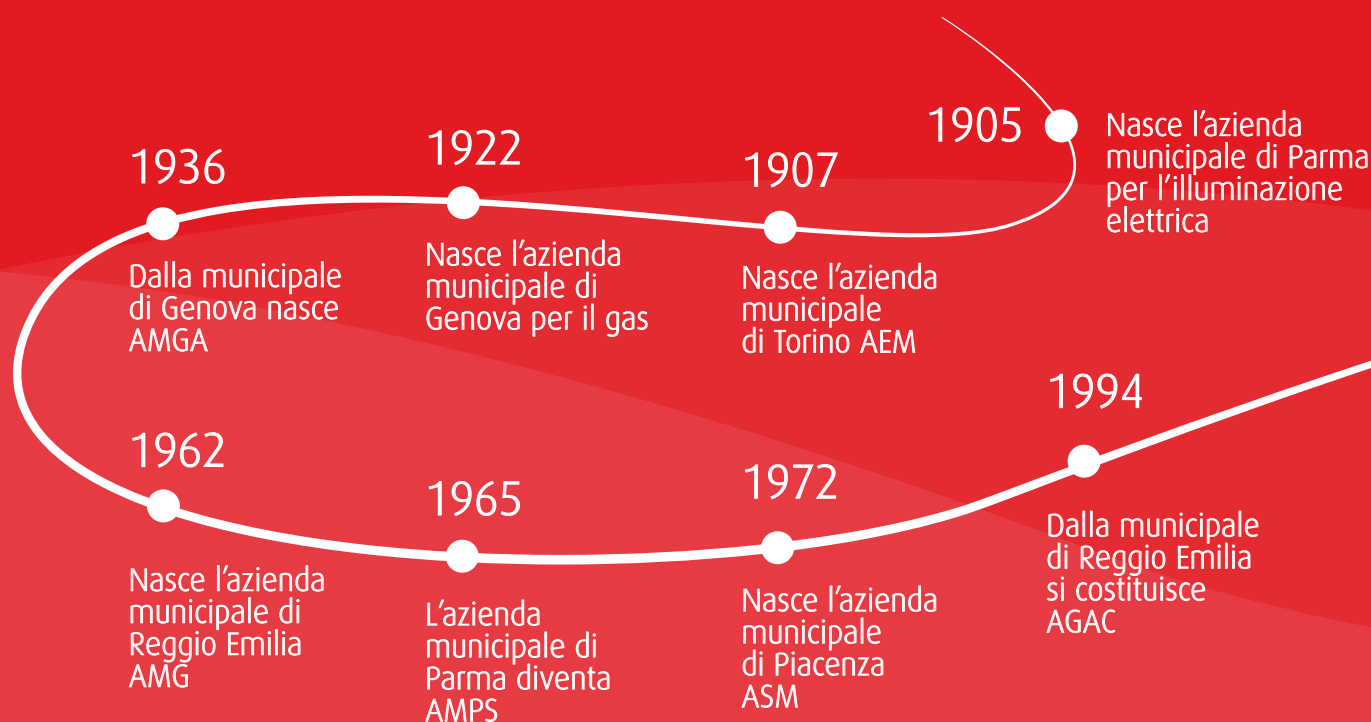 1905
Nasce l’azienda
municipale di Parma
per l’illuminazione
elettrica
1907
Nasce l’azienda
municipale
di Torino AEM
1922
Nasce l’azienda
municipale di
Genova per il gas
1936
Dalla municipale
di Genova nasce
AMGA
1962
Nasce l’azienda
municipale di
Reggio Emilia
AMG
1965
L’azienda
municipale di
Parma diventa
AMPS
1972
Nasce l’azienda
municipale
di Piacenza
ASM
1994
Dalla municipale
di Reggio Emilia
si costituisce
AGAC